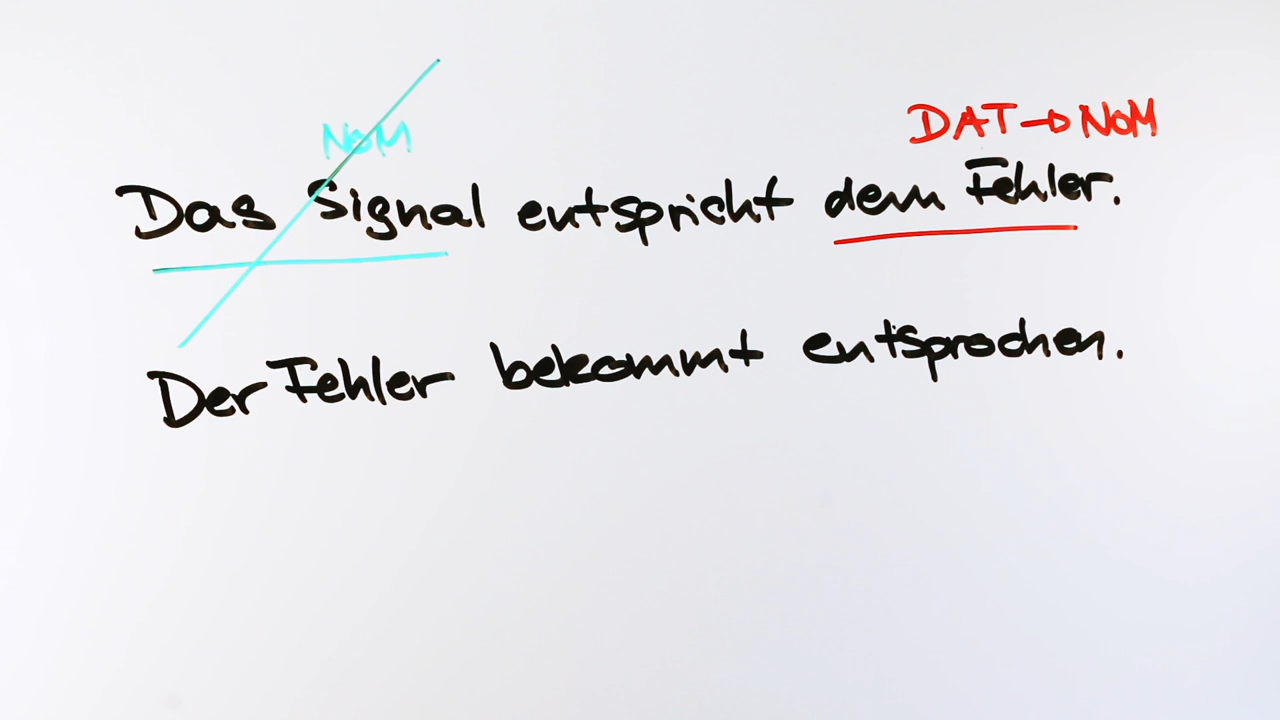 NOM
DAT → NOM
Das Signal entspricht dem Fehler.
Der Fehler bekommt entsprochen.